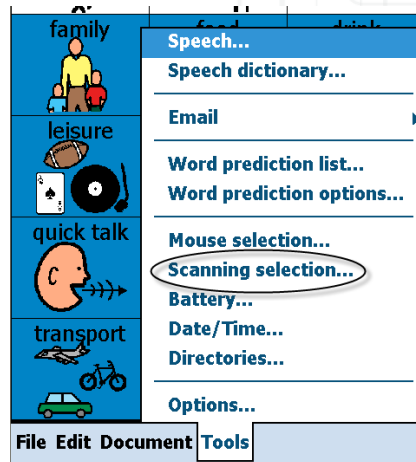 family
Speech...
Speech dictionary...
Email
leisure
Word prediction list...
Word prediction options...
quick talk
Mouse selection...
Scanning selection...
Battery...
transport
Date/Time...
Directories...
Options...
File Edit Document Tools